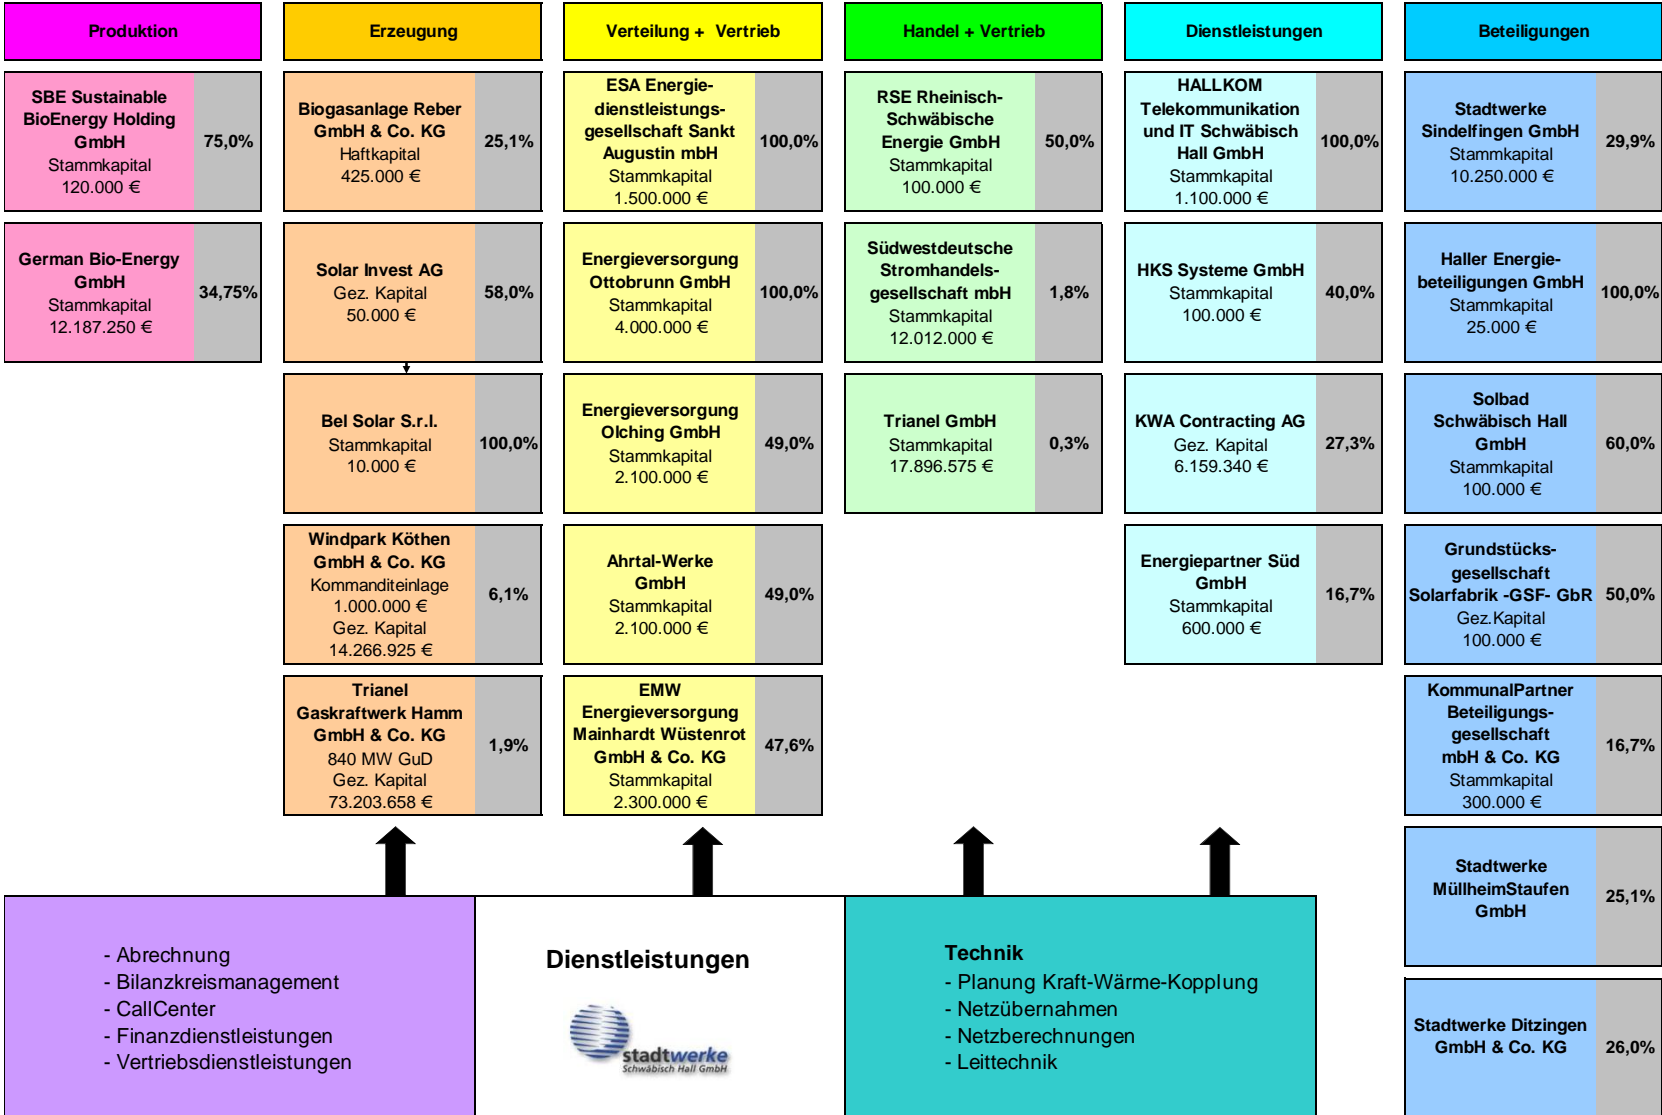 Produktion
Erzeugung
Verteilung + Vertrieb
Handel + Vertrieb
Dienstleistungen
Beteiligungen
SBE Sustainable
BioEnergy Holding
GmbH
Stammkapital
120.000 €
75,0%
German Bio-Energy
GmbH
Stammkapital
12.187.250 €
34,75%
Biogasanlage Reber
GmbH & Co. KG
Haftkapital
425.000 €
25,1%
Solar Invest AG
Gez. Kapital
50.000 €
58,0%
Bel Solar S.r.l.
Stammkapital
10.000 €
100,0%
Windpark Köthen
GmbH & Co. KG
Kommanditeinlage
1.000.000 €
Gez. Kapital
14.266.925 €
6,1%
Trianel
Gaskraftwerk Hamm
GmbH & Co. KG
840 MW GuD
Gez. Kapital
73.203.658 €
1,9%
ESA Energie-
dienstleistungs-
gesellschaft Sankt
Augustin mbH
Stammkapital
1.500.000 €
100,0%
Energieversorgung
Ottobrunn GmbH
Stammkapital
4.000.000 €
100,0%
Energieversorgung
Olching GmbH
Stammkapital
2.100.000 €
49,0%
Ahrtal-Werke
GmbH
Stammkapital
2.100.000 €
49,0%
EMW
Energieversorgung
Mainhardt Wüstenrot
GmbH & Co. KG
Stammkapital
2.300.000 €
47,6%
RSE Rheinisch-
Schwäbische
Energie GmbH
Stammkapital
100.000 €
50,0%
Südwestdeutsche
Stromhandels-
gesellschaft mbH
Stammkapital
12.012.000 €
1,8%
Trianel GmbH
Stammkapital
17.896.575 €
0,3%
HALLKOM
Telekommunikation
und IT Schwäbisch
Hall GmbH
Stammkapital
1.100.000 €
100,0%
HKS Systeme GmbH
Stammkapital
100.000 €
40,0%
KWA Contracting AG
Gez. Kapital
6.159.340 €
27,3%
Energiepartner Süd
GmbH
Stammkapital
600.000 €
16,7%
Stadtwerke
Sindelfingen GmbH
Stammkapital
10.250.000 €
29,9%
Haller Energie-
beteiligungen GmbH
Stammkapital
25.000 €
100,0%
Solbad
Schwäbisch Hall
GmbH
Stammkapital
100.000 €
60,0%
Grundstücks-
gesellschaft
Solarfabrik -GSF- GbR
Gez.Kapital
100.000 €
50,0%
KommunalPartner
Beteiligungs-
gesellschaft
mbH & Co. KG
Stammkapital
300.000 €
16,7%
Stadtwerke
MüllheimStaufen
GmbH
25,1%
Stadtwerke Ditzingen
GmbH & Co. KG
26,0%
- Abrechnung
- Bilanzkreismanagement
- CallCenter
- Finanzdienstleistungen
- Vertriebsdienstleistungen
Dienstleistungen
stadtwerke
Schwäbisch Hall GmbH
Technik
- Planung Kraft-Wärme-Kopplung
- Netzübernahmen
- Netzberechnungen
- Leittechnik